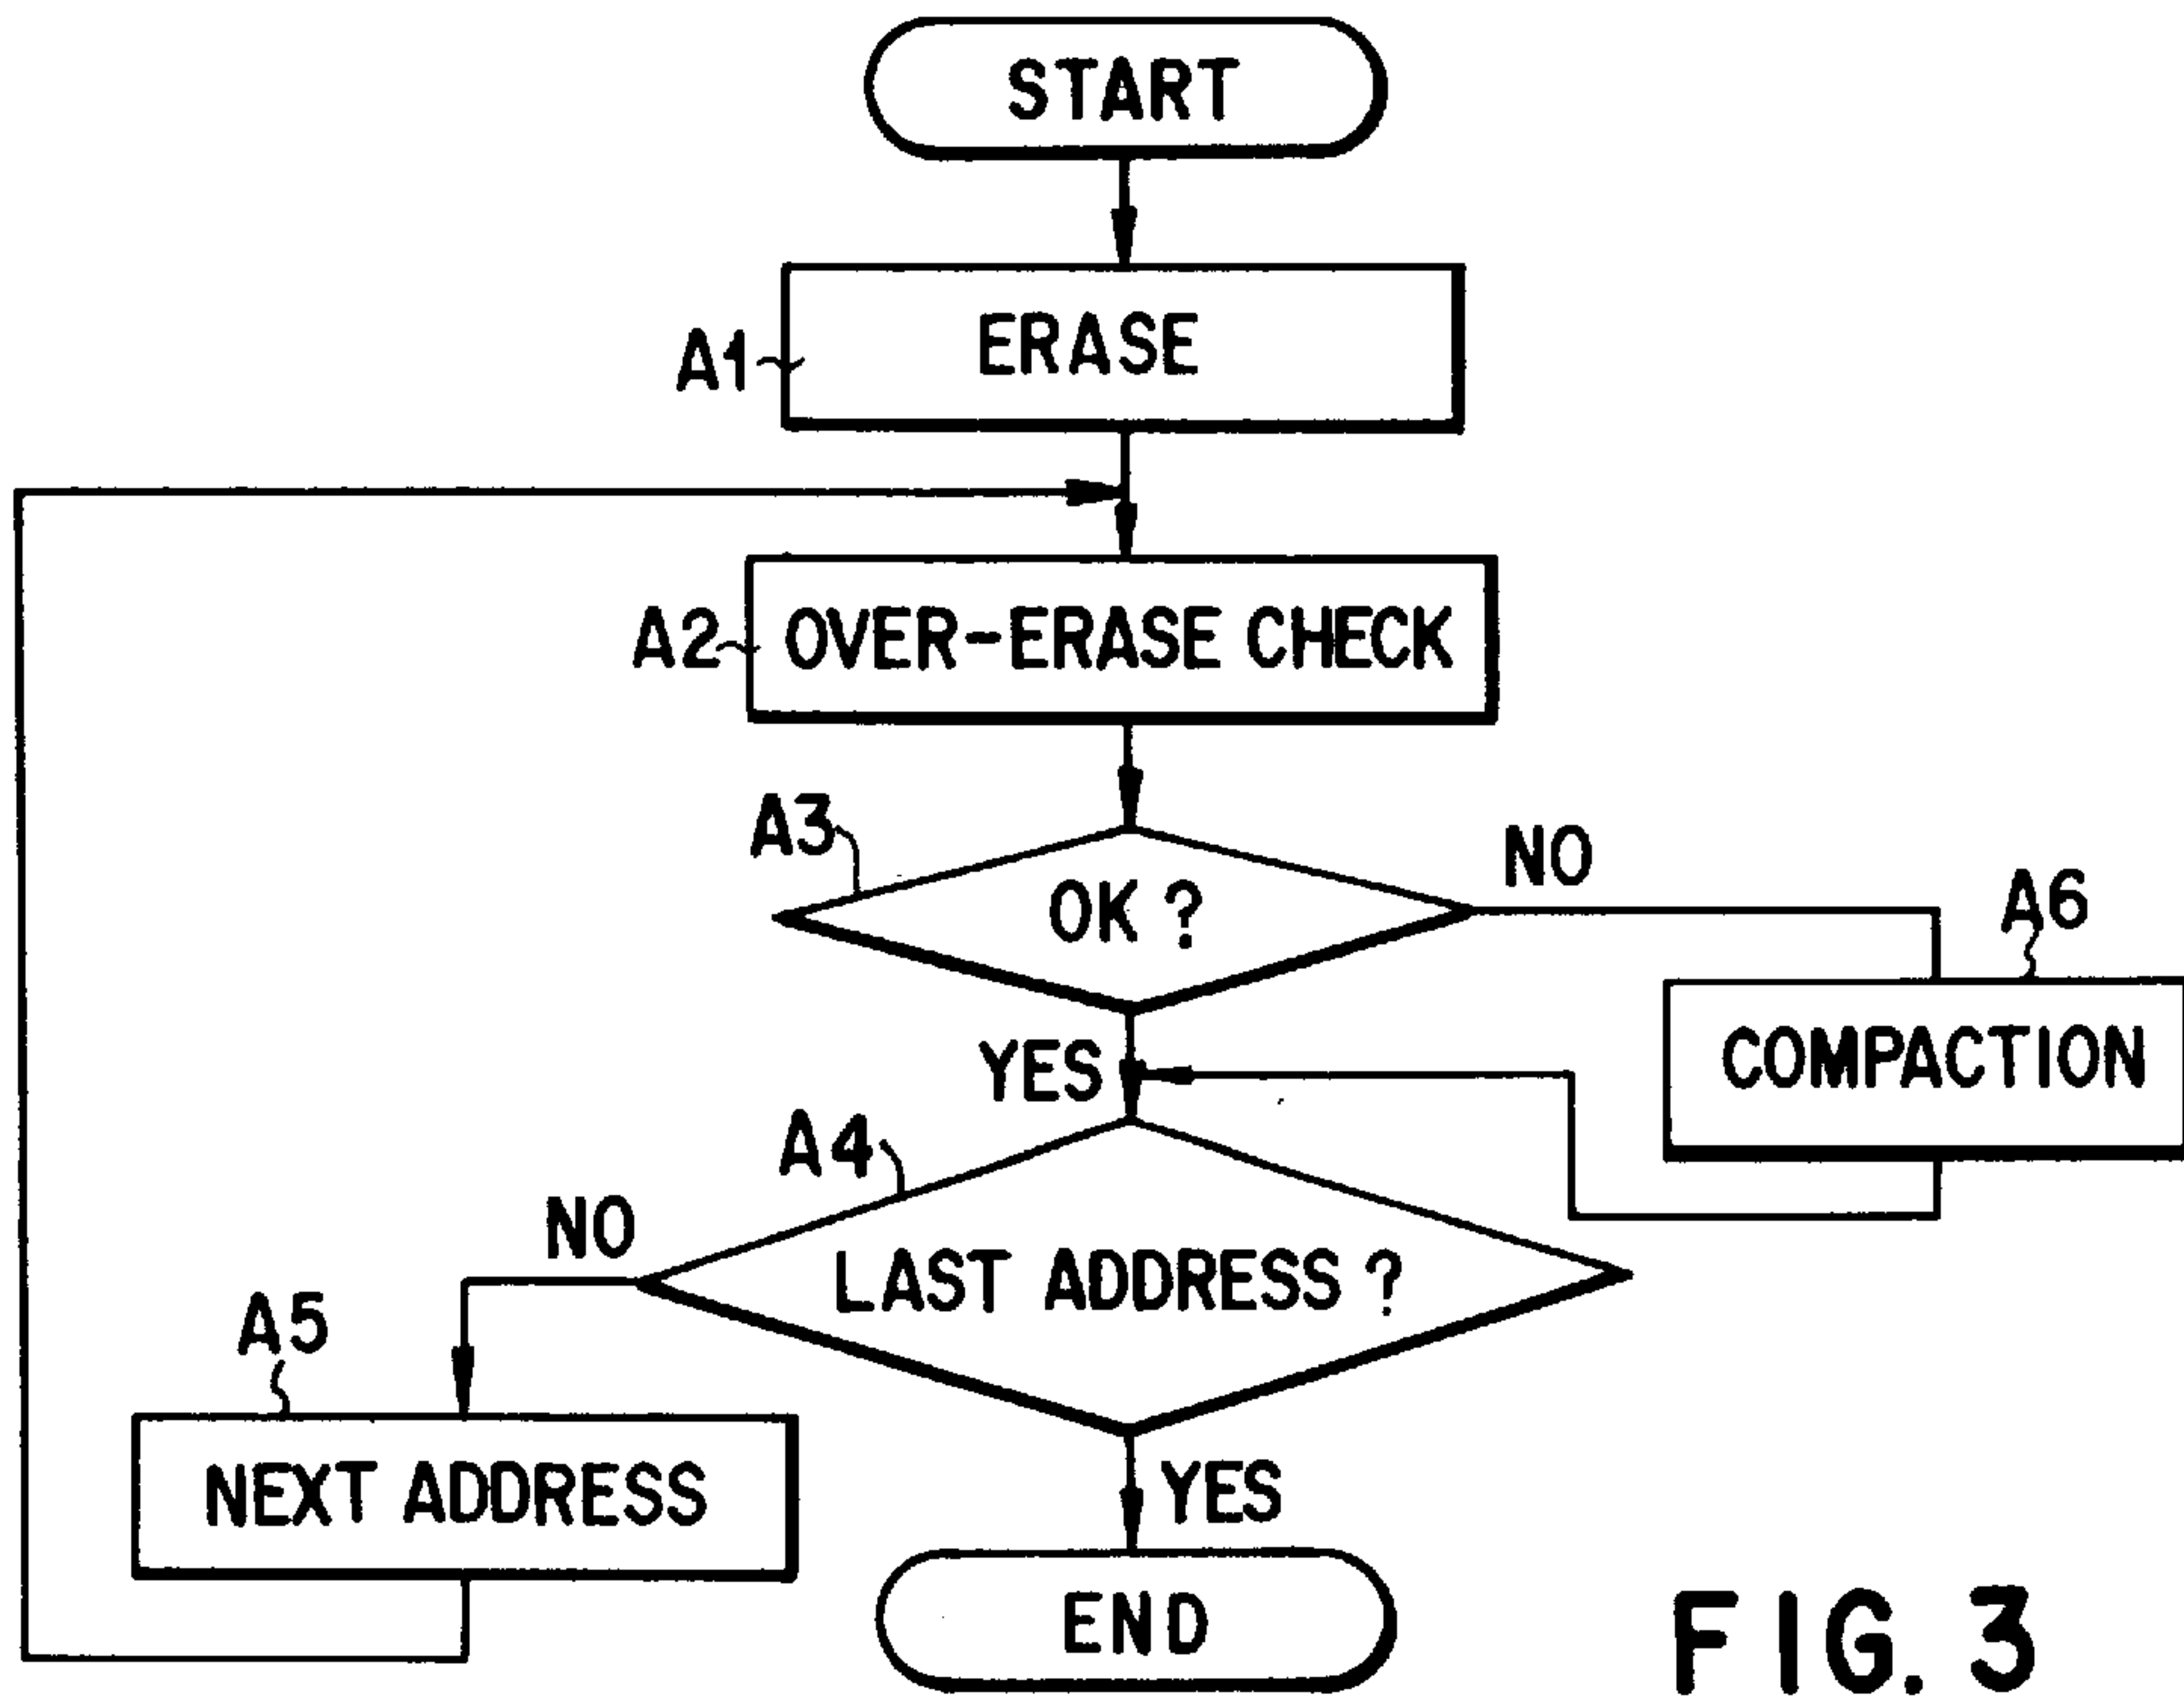 START
A1
ERASE
A2
OVER-ERASE CHECK
A3
OK ?
NO
A6
COMPACTION
YES
A4
NO
LAST ADDRESS ?
A5
NEXT ADDRESS
YES
END
FIG. 3